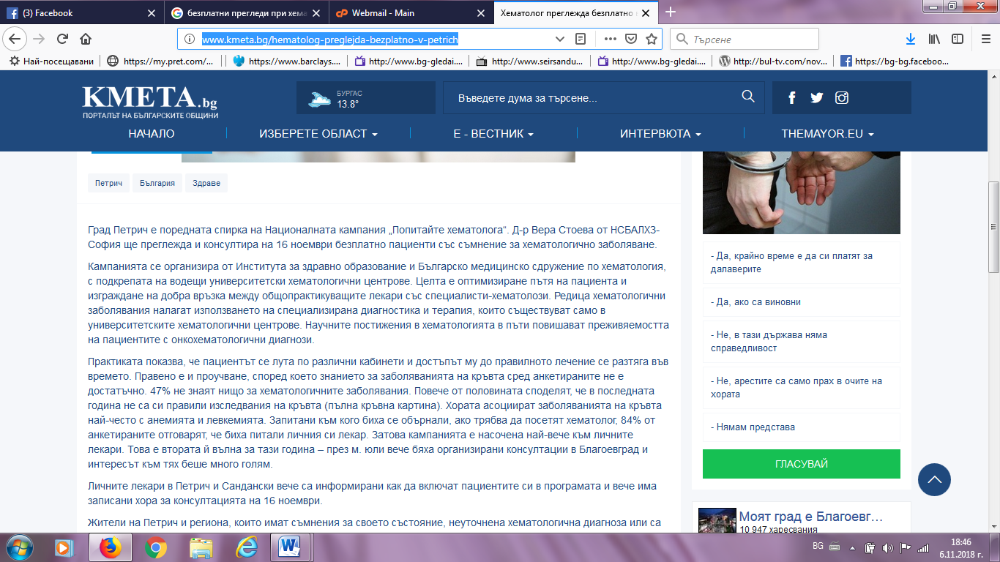 (3) Facebook
безплатни прегледи при хема
Webmail - Main
Хематолог преглежда безплатно
www.kmeta.bg/hematolog-preglejda-bezplatno-v-petrich
Търсене
Най-посещавани
https://my.pret.com/...
https://www.barclays....
http://www.bg-gledai....
http://www.seirsandu...
http://www.bg-gledai....
http://bul-tv.com/nov...
https://bg-bg.faceboo...
KMETA.bg
ПОРТАЛЪТ НА БЪЛГАРСКИТЕ ОБЩИНИ
БУРГАС
13.8°
Въведете дума за търсене...
НАЧАЛО
ИЗБЕРЕТЕ ОБЛАСТ
Е - ВЕСТНИК
ИНТЕРВЮТА
THEMAYOR.EU
Петрич
България
Здраве
Град Петрич е поредната спирка на Националната кампания „Попитайте хематолога“. Д-р Вера Стоева от НСБАЛХЗ-
София ще преглежда и консултира на 16 ноември безплатно пациенти със съмнение за хематологично заболяване.
Кампанията се организира от Института за здравно образование и Българско медицинско сдружение по хематология,
с подкрепата на водещи университетски хематологични центрове. Целта е оптимизиране пътя на пациента и
изграждане на добра връзка между общопрактикуващите лекари със специалисти-хематолози. Редица хематологични
заболявания налагат използването на специализирана диагностика и терапия, които съществуват само в
университетските хематологични центрове. Научните постижения в хематологията в пъти повишават преживяемостта
на пациентите с онкохематологични диагнози.
Практиката показва, че пациентът се лута по различни кабинети и достъпът му до правилното лечение се разтяга във
времето. Правено е и проучване, според което знанието за заболяванията на кръвта сред анкетираните не е
достатъчно. 47% не знаят нищо за хематологичните заболявания. Повече от половината споделят, че в последната
година не са си правили изследвания на кръвта (пълна кръвна картина). Хората асоциират заболяванията на кръвта
най-често с анемията и левкемията. Запитани към кого биха се обърнали, ако трябва да посетят хематолог, 84% от
анкетираните отговарят, че биха питали личния си лекар. Затова кампанията е насочена най-вече към личните
лекари. Това е втората й вълна за тази година – през м. юли вече бяха организирани консултации в Благоевград и
интересът към тях беше много голям.
Личните лекари в Петрич и Сандански вече са информирани как да включат пациентите си в програмата и вече има
записани хора за консултацията на 16 ноември.
Жители на Петрич и региона, които имат съмнения за своето състояние, неуточнена хематологична диагноза или са
- Да, крайно време е да си платят за
далаверите
- Да, ако са виновни
- Не, в тази държава няма
справедливост
- Не, арестите са само прах в очите на
хората
- Нямам представа
ГЛАСУВАЙ
Моят град е Благоевг...
10 947 харесвания
BG
18:46
6.11.2018 г.